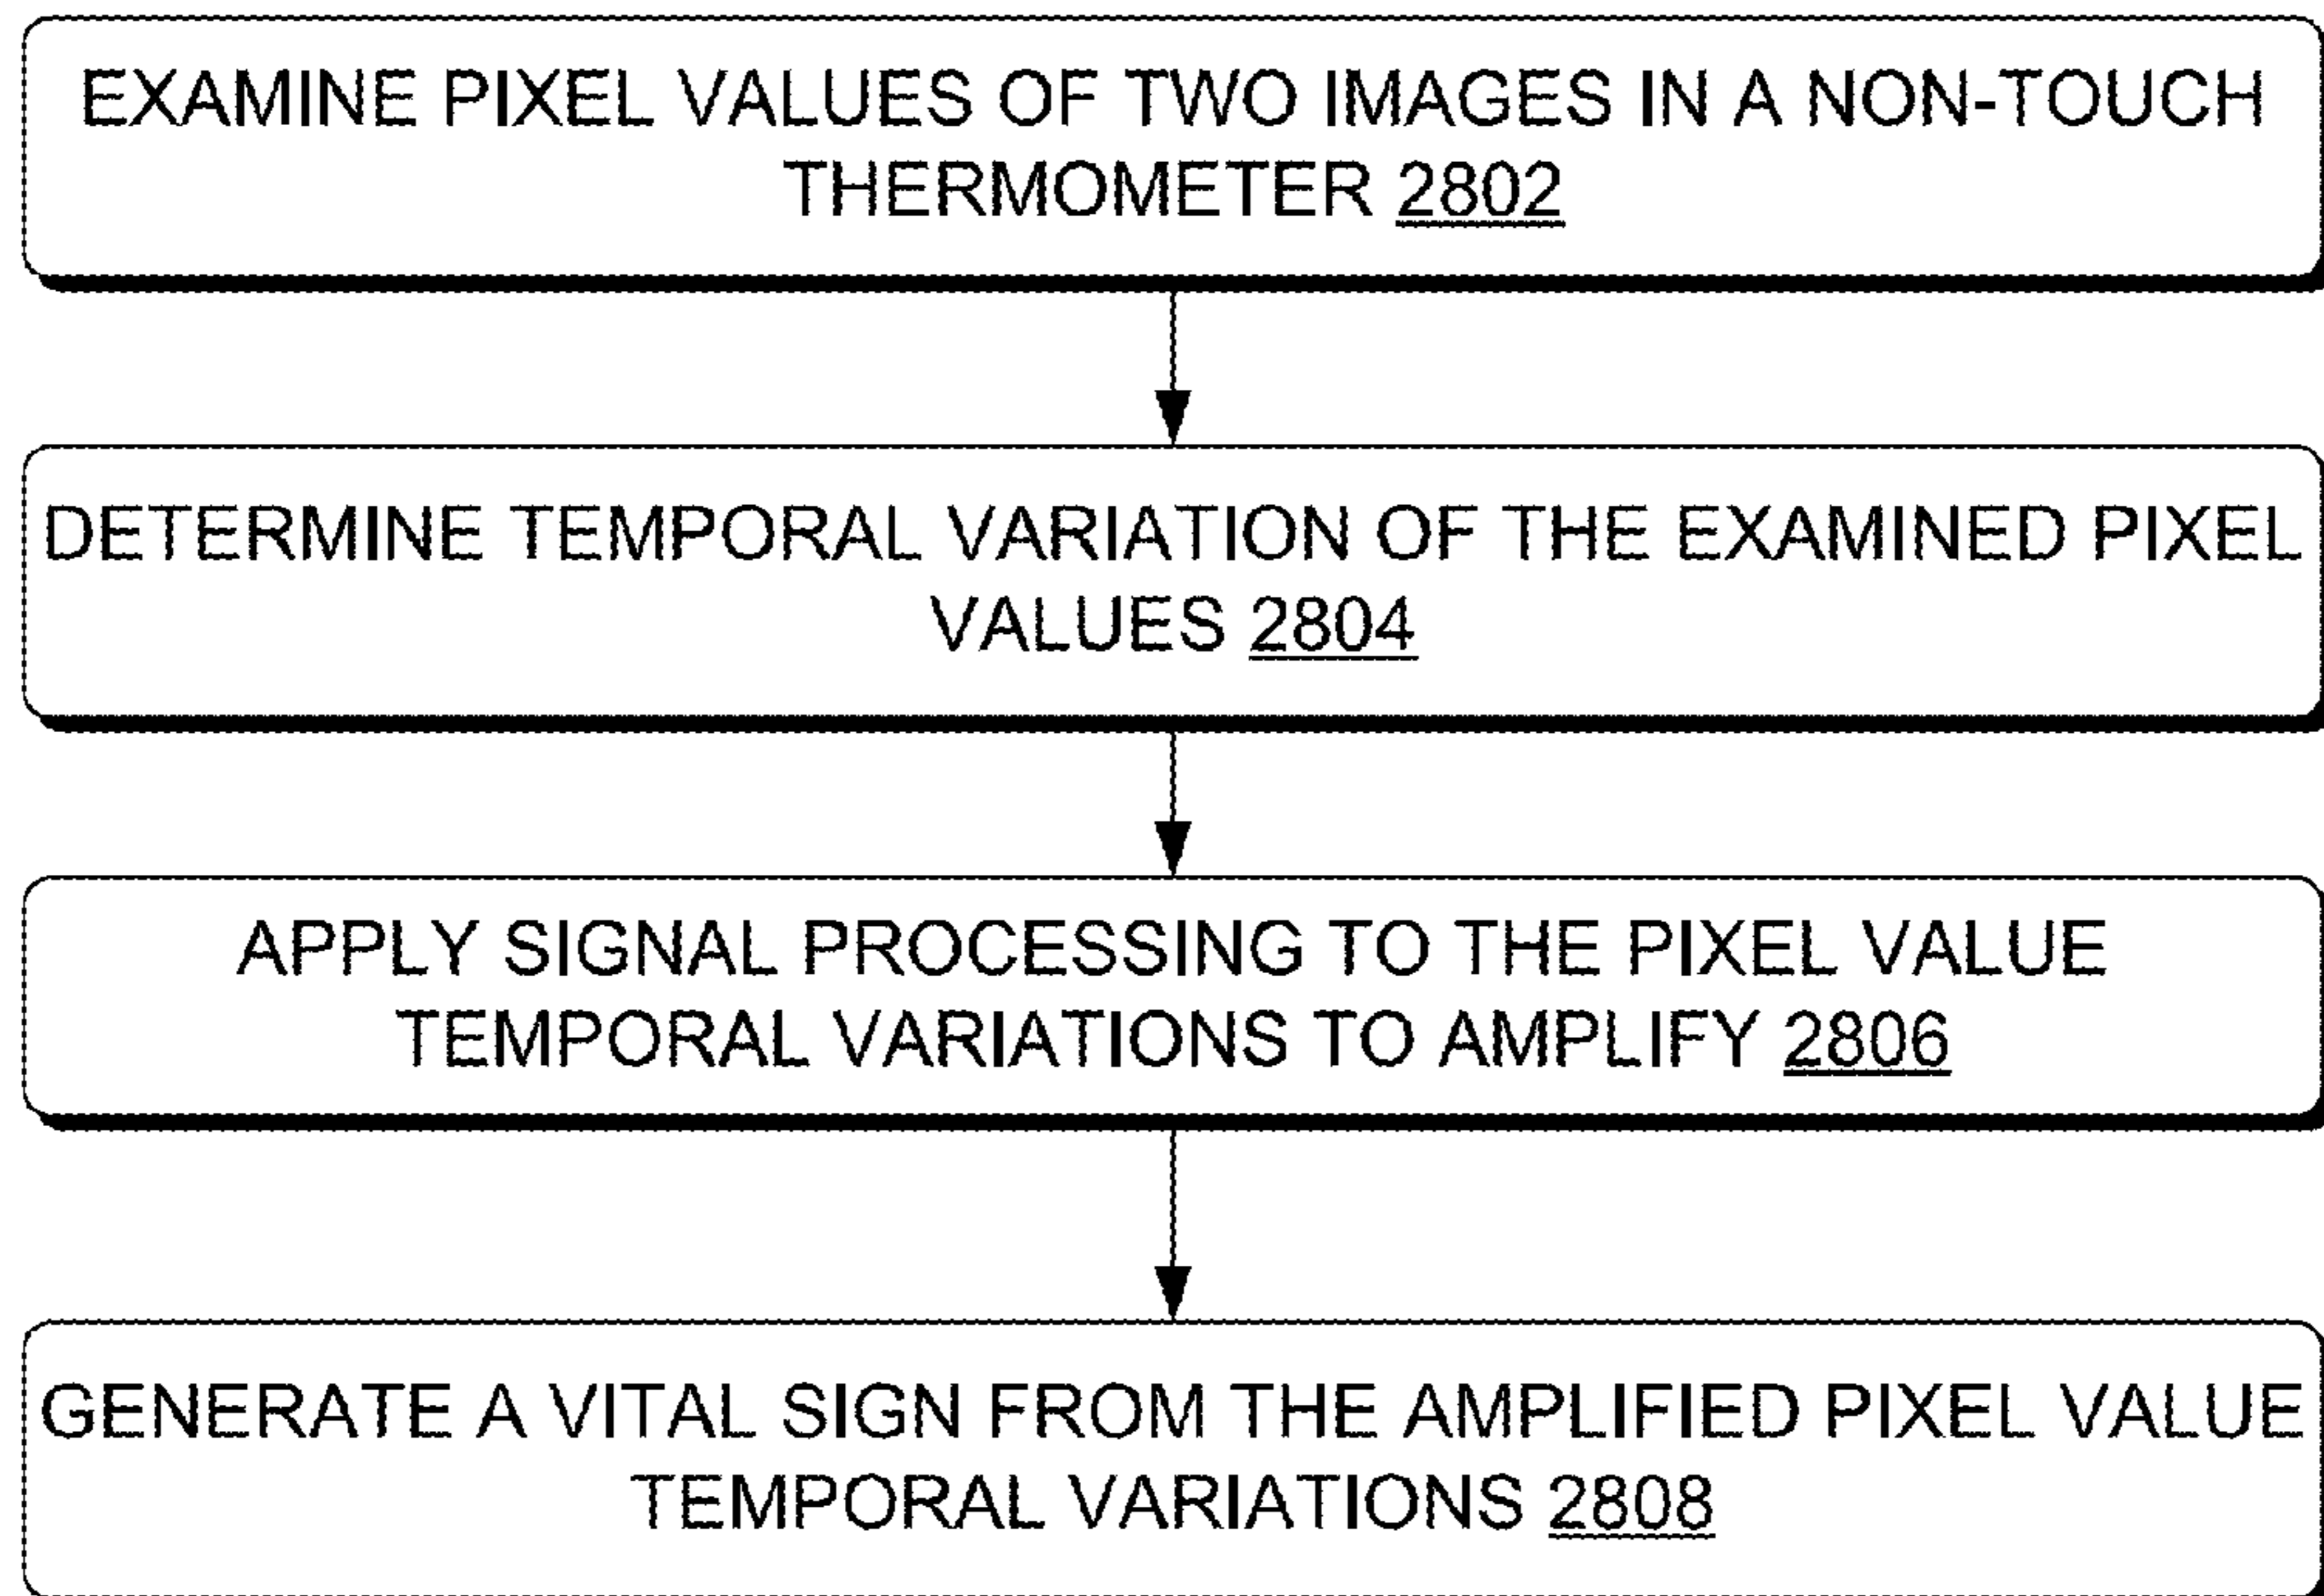 EXAMINE PIXEL VALUES OF TWO IMAGES IN A NON-TOUCH
THERMOMETER 2802
DETERMINE TEMPORAL VARIATION OF THE EXAMINED PIXEL
VALUES 2804
APPLY SIGNAL PROCESSING TO THE PIXEL VALUE
TEMPORAL VARIATIONS TO AMPLIFY 2806
GENERATE A VITAL SIGN FROM THE AMPLIFIED PIXEL VALUE
TEMPORAL VARIATIONS 2808